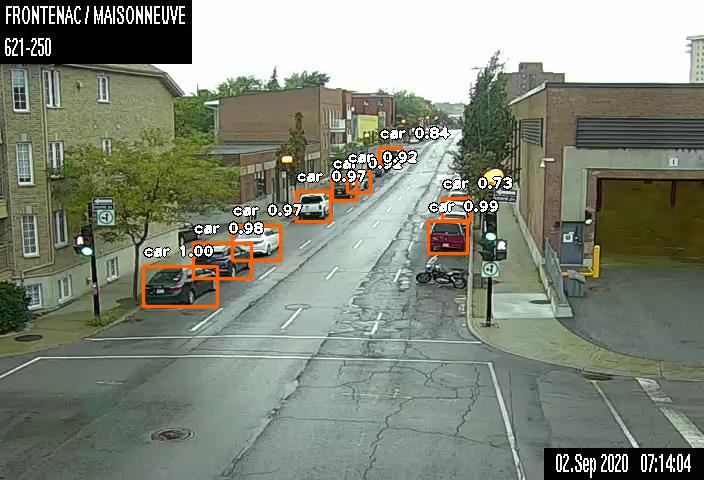 FRONTENAC / MAISONNEUVE
621-250
car 0.84
car 0.92
car 0.97
car 0.73
car 0.99
car 0.97
car 0.98
car 1.00
02.Sep 2020 07:14:04